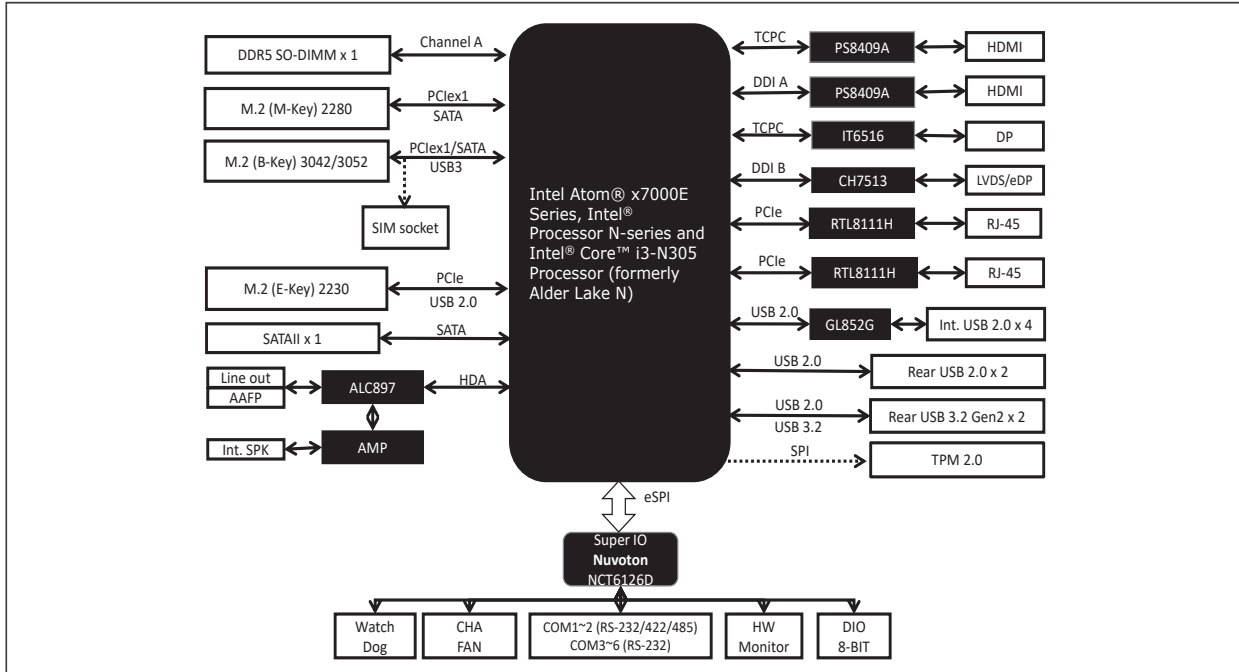 DDR5 SO-DIMM x 1
Channel A
M.2 (M-Key) 2280
PCIex1
SATA
M.2 (B-Key) 3042/3052
PCIex1/SATA
USB3
SIM socket
M.2 (E-Key) 2230
PCIe
USB 2.0
SATAII x 1
SATA
Line out
AAFP
ALC897
HDA
Int. SPK
AMP
Intel Atom® x7000E
Series, Intel®
Processor N-series and
Intel® Core™ i3-N305
Processor (formerly
Alder Lake N)
TCPC
PS8409A
HDMI
DDI A
PS8409A
HDMI
TCPC
IT6516
DP
DDI B
CH7513
LVDS/eDP
PCIe
RTL8111H
RJ-45
PCIe
RTL8111H
RJ-45
USB 2.0
GL852G
Int. USB 2.0 x 4
USB 2.0
Rear USB 2.0 x 2
USB 2.0
USB 3.2
Rear USB 3.2 Gen2 x 2
SPI
TPM 2.0
eSPI
Super IO
Nuvoton
NCT6126D
Watch
Dog
CHA
FAN
COM1~2 (RS-232/422/485)
COM3~6 (RS-232)
HW
Monitor
DIO
8-BIT